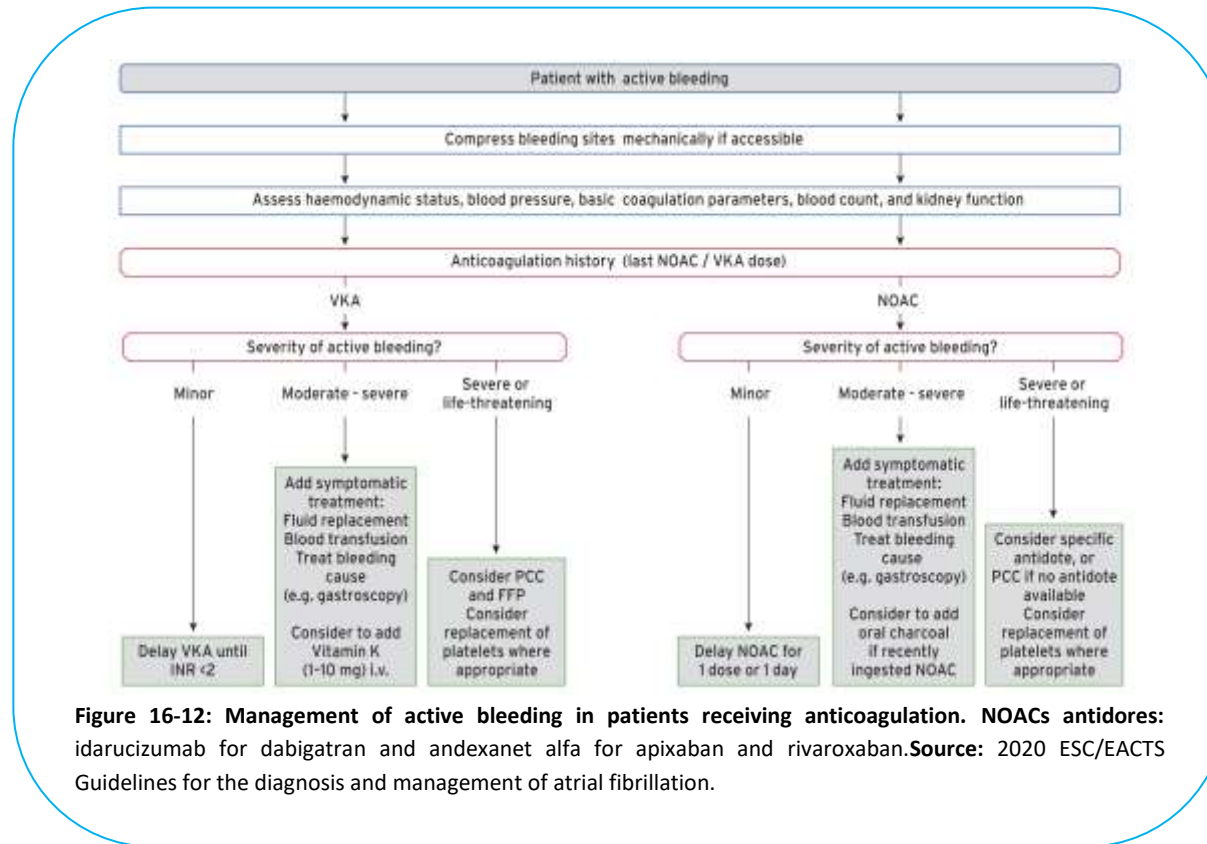 Patient with active bleeding
Compress bleeding sites mechanically if accessible
Assess haemodynamic status, blood pressure, basic coagulation parameters, blood count, and kidney function
Anticoagulation history (last NOAC / VKA dose)
VKA
NOAC
Severity of active bleeding?
Minor
Moderate - severe
Severe or
life-threatening
Delay VKA until
INR <2
Add symptomatic
treatment:
Fluid replacement
Blood transfusion
Treat bleeding
cause
(e.g. gastroscopy)
Consider to add
Vitamin K
(1-10 mg) i.v.
Consider PCC
and FFP
Consider
replacement of
platelets where
appropriate
Severity of active bleeding?
Minor
Moderate - severe
Severe or
life-threatening
Delay NOAC for
1 dose or 1 day
Add symptomatic
treatment:
Fluid replacement
Blood transfusion
Treat bleeding
cause
(e.g. gastroscopy)
Consider to add
oral charcoal
if recently
ingested NOAC
Consider specific
antidote, or
PCC if no antidote
available
Consider
replacement of
platelets where
appropriate
Figure 16-12: Management of active bleeding in patients receiving anticoagulation. NOACs antidores:
idarucizumab for dabigatran and andexanet alfa for apixaban and rivaroxaban.Source: 2020 ESC/EACTS
Guidelines for the diagnosis and management of atrial fibrillation.